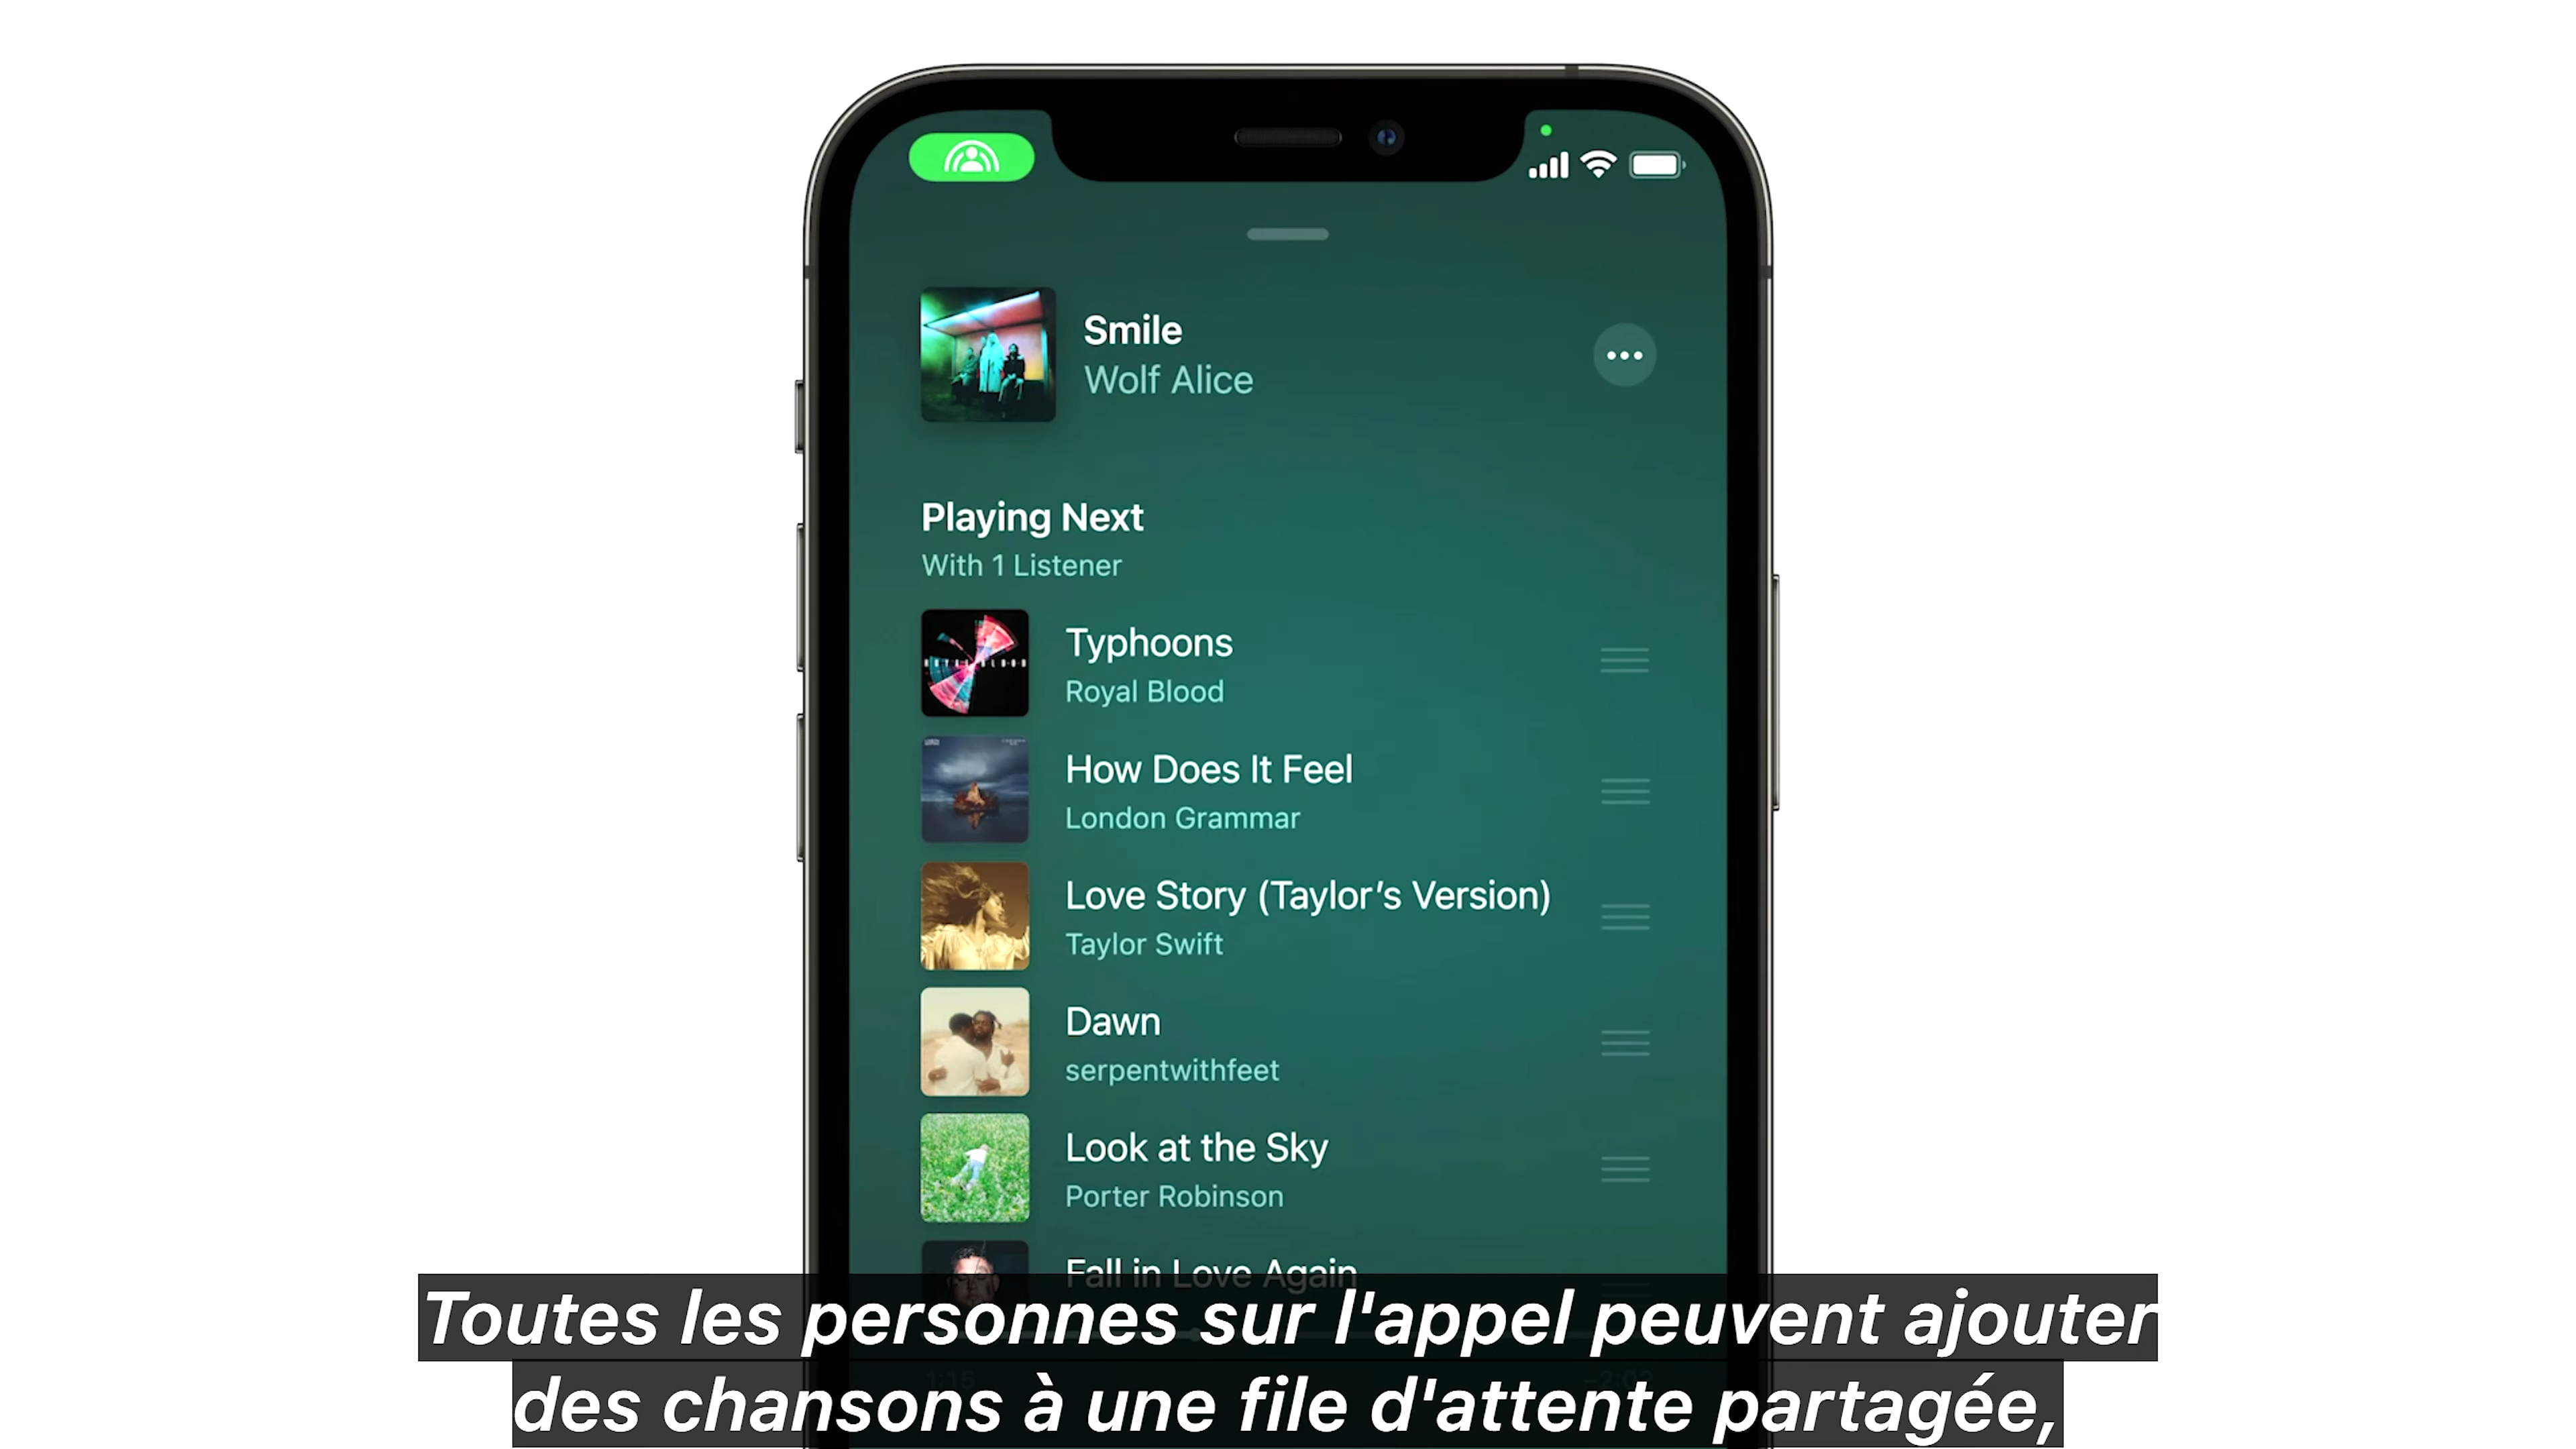 Smile
Wolf Alice
Playing Next
With 1 Listener
Typhoons
Royal Blood
How Does It Feel
London Grammar
Love Story (Taylor's Version)
Taylor Swift
Dawn
serpentwithfeet
Look at the Sky
Porter Robinson
Fall in Love Again
Toutes les personnes sur l'appel peuvent ajouter
des chansons à une file d'attente partagée,